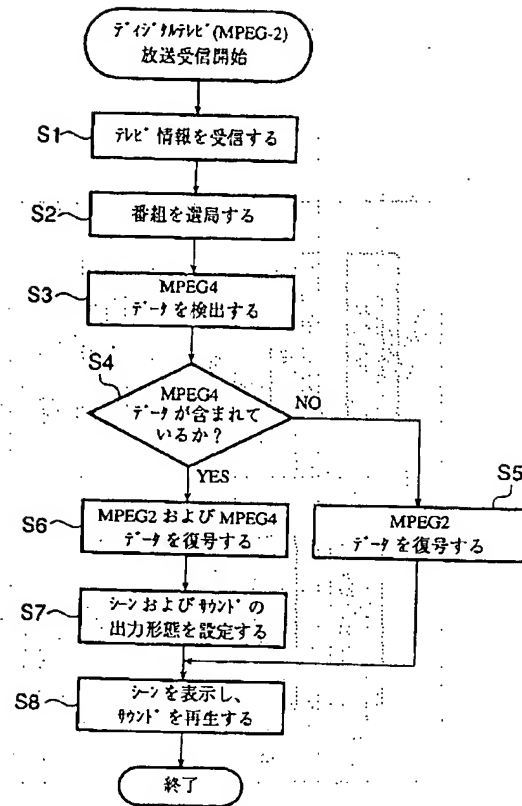 ディジタルテレビ(MPEG-2)
放送受信開始
S1
テレビ情報を受信する
S2
番組を選局する
S3
MPEG4
データを検出する
S4
MPEG4
データが含まれて
いるか？
NO
YES
S5
MPEG2
データを復号する
S6
MPEG2 および MPEG4
データを復号する
S7
シーンおよびサウンドの
出力形態を設定する
S8
シーンを表示し、
サウンドを再生する
終了